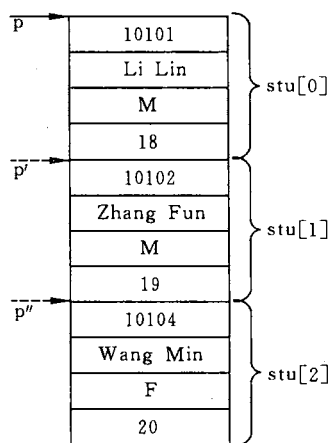 p
10101
Li Lin
M
18
stu[0]
p′
10102
Zhang Fun
M
19
stu[1]
p″
10104
Wang Min
F
20
stu[2]